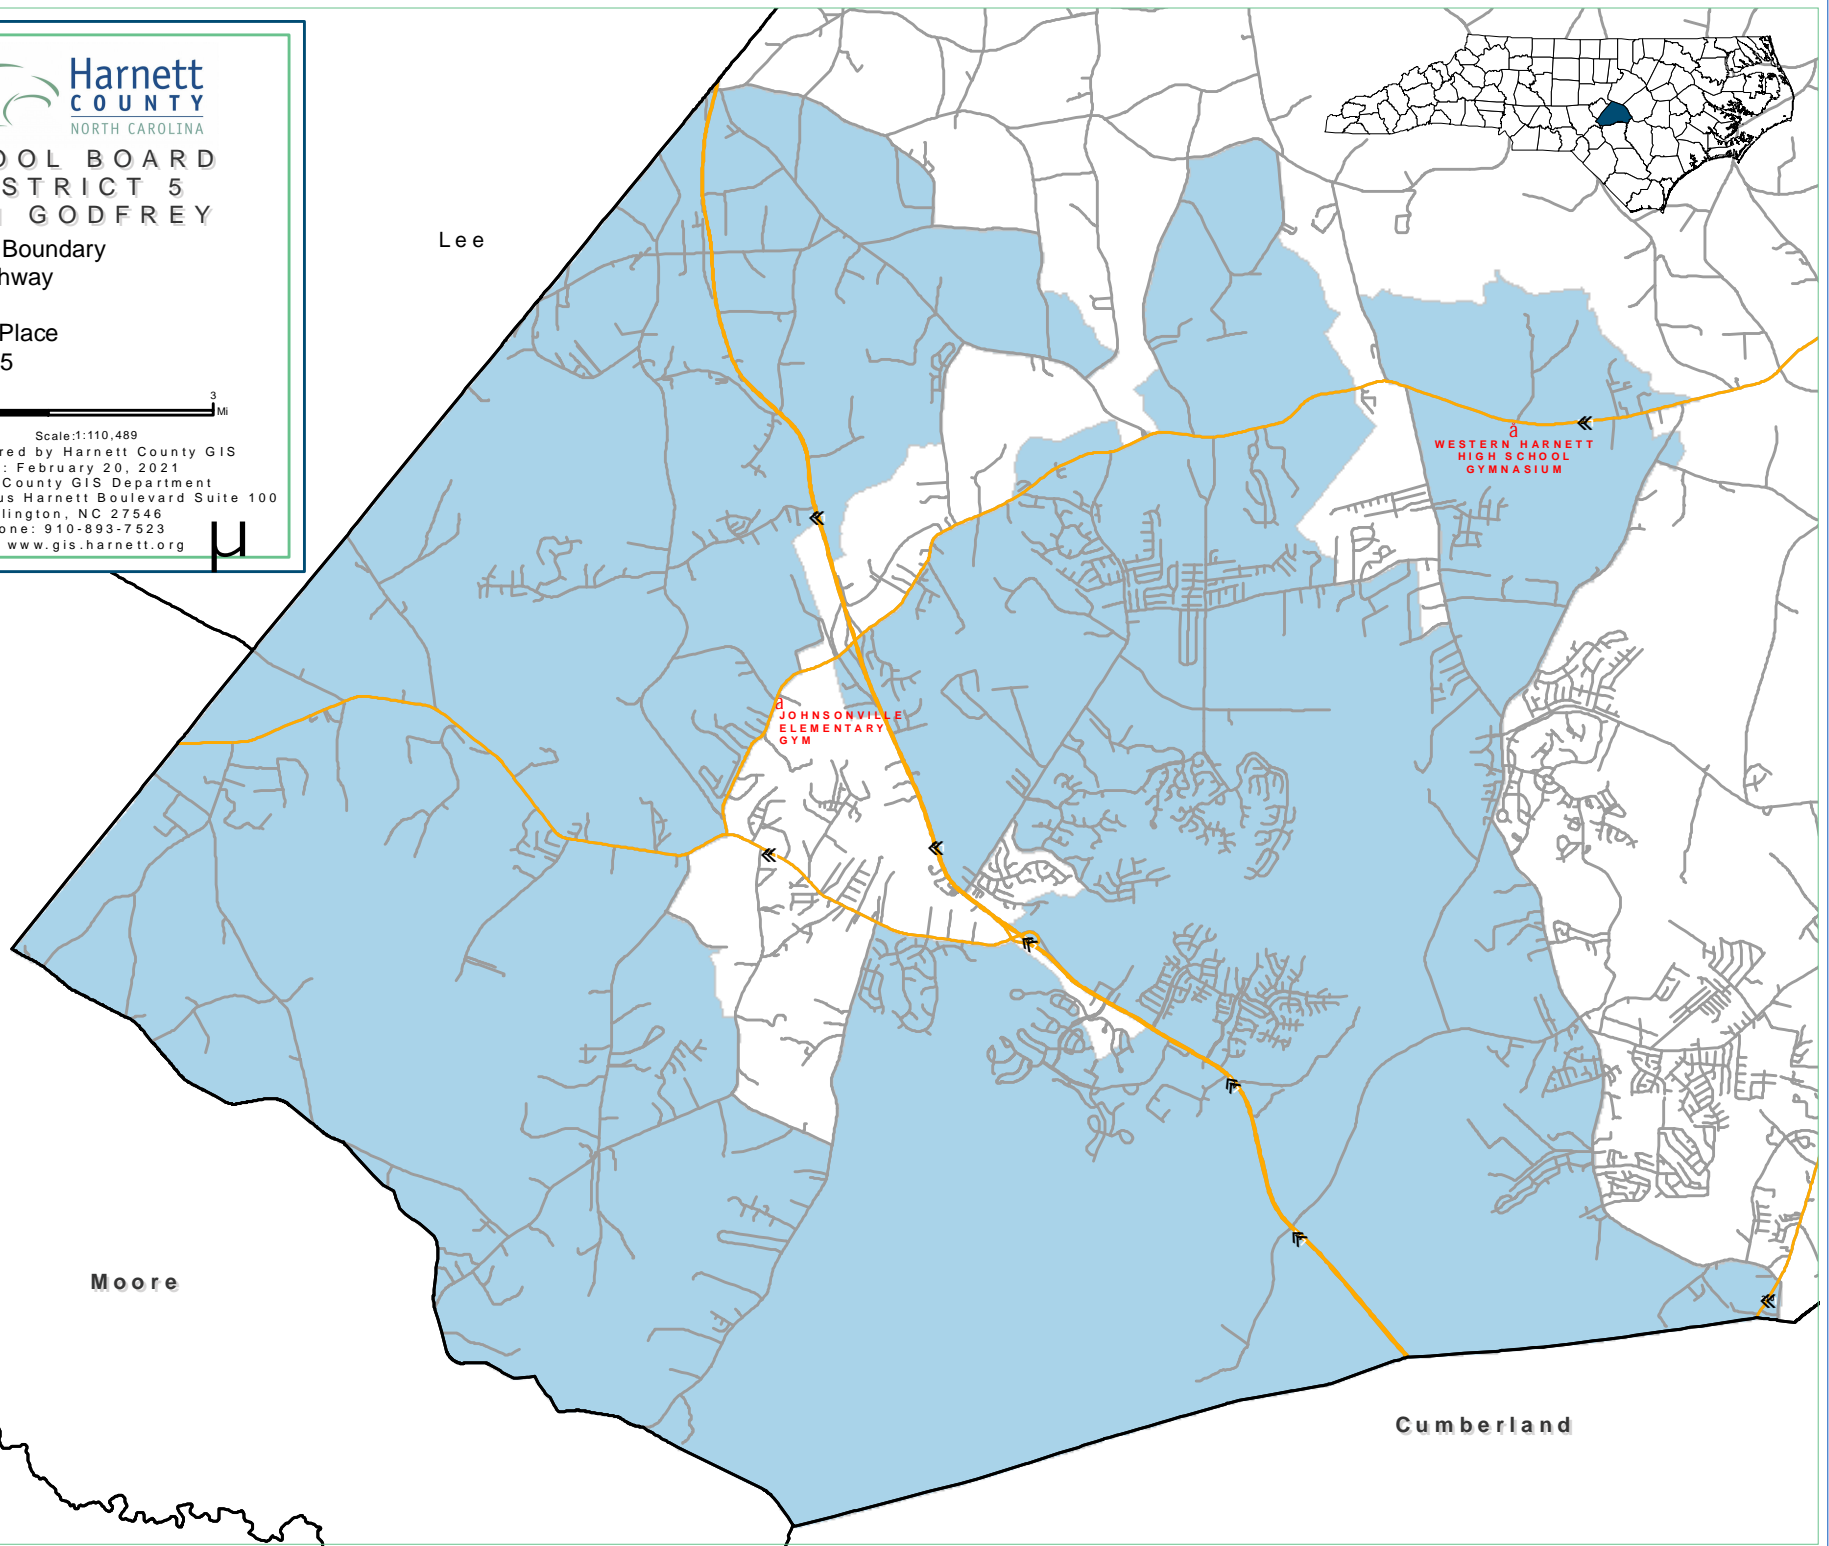 Harnett
COUNTY
NORTH CAROLINA
OOL BOARD
STRICT 5
GODFREY
Boundary
hway
Place
5
3
Mi
Scale:1:110,489
red by Harnett County GIS
: February 20, 2021
County GIS Department
us Harnett Boulevard Suite 100
lington, NC 27546
one: 910-893-7523
www.gis.harnett.org
µ
Lee
å
WESTERN HARNETT
HIGH SCHOOL
GYMNASIUM
å
JOHNSONVILLE
ELEMENTARY
GYM
Moore
Cumberland